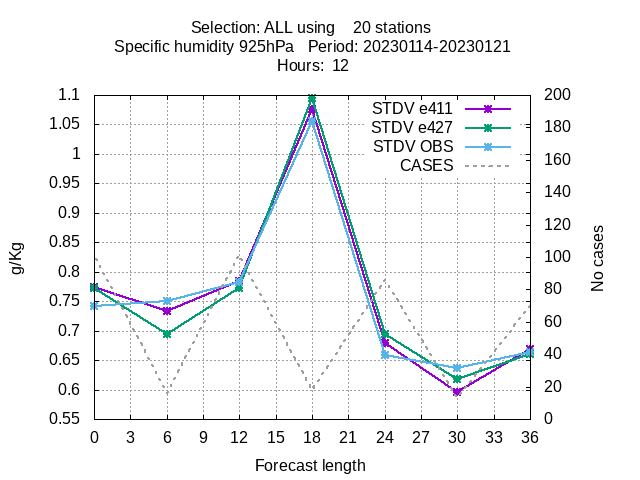 Selection: ALL using    20 stations
Specific humidity 925hPa   Period: 20230114-20230121
Hours:  12
1.1
1.05
1
0.95
0.9
0.85
0.8
0.75
0.7
0.65
0.6
0.55
g/Kg
STDV e411
STDV e427
STDV OBS
CASES
200
180
160
140
120
100
80
60
40
20
0
No cases
0 3 6 9 12 15 18 21 24 27 30 33 36
Forecast length